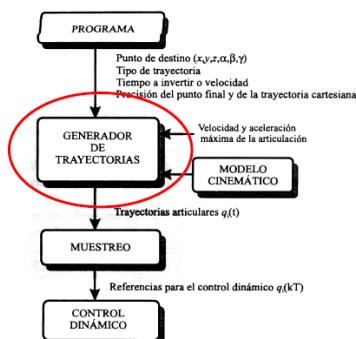 PROGRAMA
Punto de destino (x,y,z,α,β,γ)
Tipo de trayectoria
Tiempo a invertir o velocidad
Precisión del punto final y de la trayectoria cartesiana
GENERADOR
DE
TRAYECTORIAS
Velocidad y aceleración
máxima de la articulación
MODELO
CINEMÁTICO
Trayectorias articulares qᵢ(t)
MUESTREO
Referencias para el control dinámico qᵢ(kT)
CONTROL
DINÁMICO